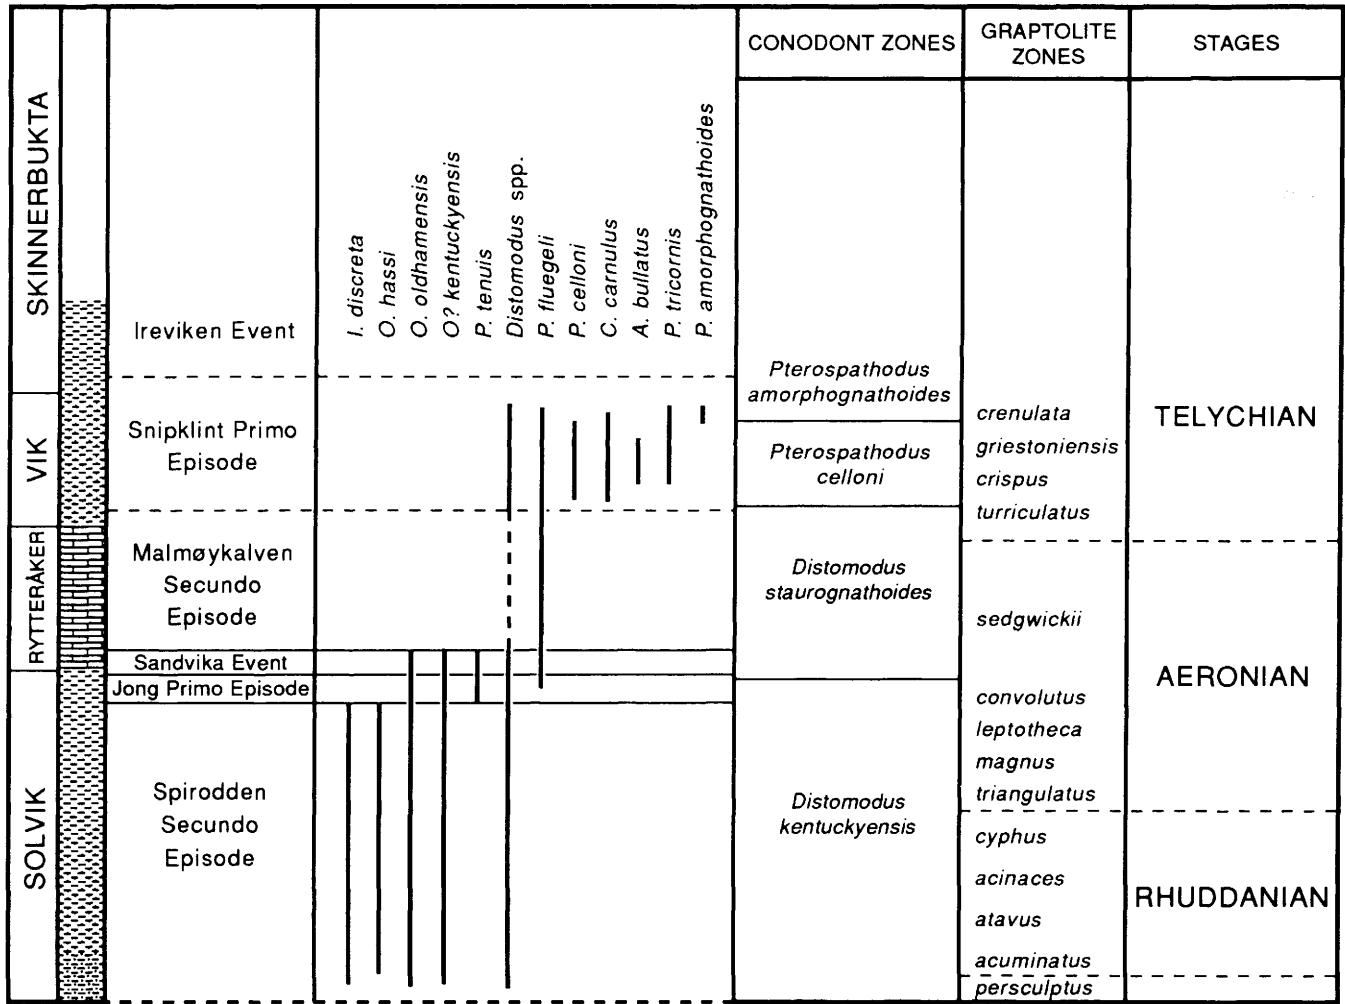 CONODONT ZONES
GRAPTOLITE
ZONES
STAGES
SKINNERBUKTA
VIK
RYTTERÅKER
SOLVIK
Ireviken Event
Snipklint Primo
Episode
Malmøykalven
Secundo
Episode
Sandvika Event
Jong Primo Episode
Spirodden
Secundo
Episode
I. discreta
O. hassi
O. oldhamensis
O? kentuckyensis
P. tenuis
Distomodus spp.
P. fluegeli
P. celloni
C. carnulus
A. bullatus
P. tricornis
P. amorphognathoides
Pterospathodus
amorphognathoides
Pterospathodus
celloni
Distomodus
staurognathoides
Distomodus
kentuckyensis
crenulata
griestoniensis
crispus
turriculatus
sedgwickii
convolutus
leptotheca
magnus
triangulatus
cyphus
acinaces
atavus
acuminatus
persculptus
TELYCHIAN
AERONIAN
RHUDDANIAN